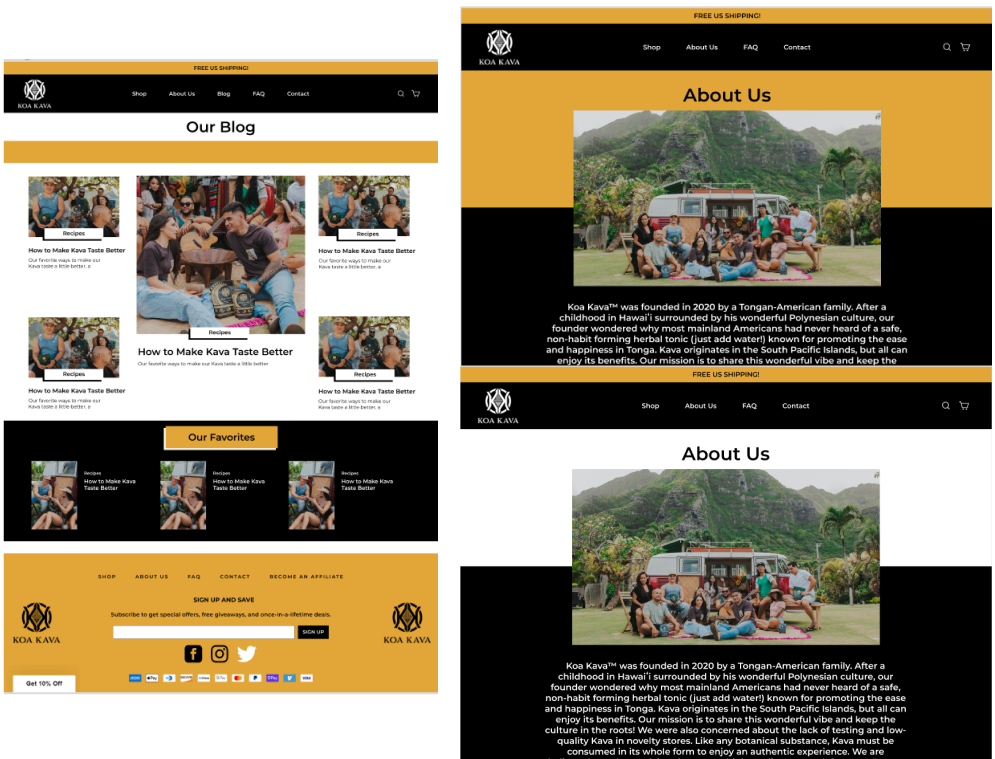 FREE US SHIPPING!
KOA KAVA
Shop
About Us
Blog
FAQ
Contact
Our Blog
Recipes
How to Make Kava Taste Better
Our favorite ways to make our
Kava taste a little better, a
Recipes
How to Make Kava Taste Better
Our favorite ways to make our
Kava taste a little better, a
Recipes
How to Make Kava Taste Better
Our favorite ways to make our Kava taste a little better
Recipes
How to Make Kava Taste Better
Our favorite ways to make our
Kava taste a little better, a
Recipes
How to Make Kava Taste Better
Our favorite ways to make our
Kava taste a little better, a
Our Favorites
Recipes
How to Make Kava
Taste Better
Recipes
How to Make Kava
Taste Better
Recipes
How to Make Kava
Taste Better
SHOP
ABOUT US
FAQ
CONTACT
BECOME AN AFFILIATE
SIGN UP AND SAVE
Subscribe to get special offers, free giveaways, and once-in-a-lifetime deals.
SIGN UP
KOA KAVA
KOA KAVA
Get 10% Off
FREE US SHIPPING!
KOA KAVA
Shop
About Us
FAQ
Contact
About Us
Koa Kava™ was founded in 2020 by a Tongan-American family. After a
childhood in Hawai'i surrounded by his wonderful Polynesian culture, our
founder wondered why most mainland Americans had never heard of a safe,
non-habit forming herbal tonic (just add water!) known for promoting the ease
and happiness in Tonga. Kava originates in the South Pacific Islands, but all can
enjoy its benefits. Our mission is to share this wonderful vibe and keep the
FREE US SHIPPING!
KOA KAVA
Shop
About Us
FAQ
Contact
About Us
Koa Kava™ was founded in 2020 by a Tongan-American family. After a
childhood in Hawai'i surrounded by his wonderful Polynesian culture, our
founder wondered why most mainland Americans had never heard of a safe,
non-habit forming herbal tonic (just add water!) known for promoting the ease
and happiness in Tonga. Kava originates in the South Pacific Islands, but all can
enjoy its benefits. Our mission is to share this wonderful vibe and keep the
culture in the roots! We were also concerned about the lack of testing and low-
quality Kava in novelty stores. Like any botanical substance, Kava must be
consumed in its whole form to enjoy an authentic experience. We are